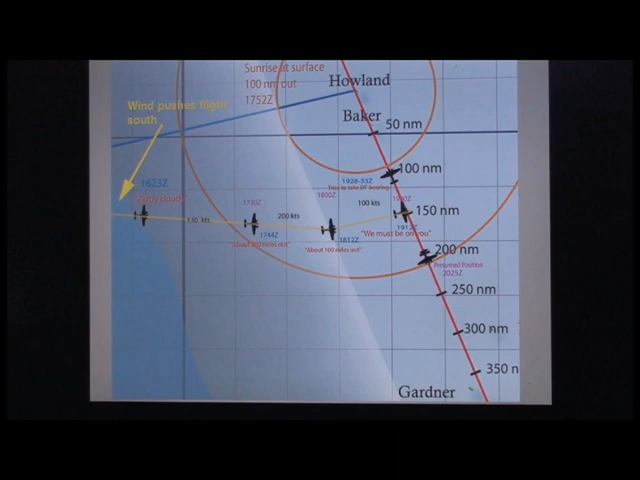 Sunrise at surface
100 nm out
1752Z
Howland
Wind pushes flight
south
Baker
50 nm
1623Z
"Partly cloudy"
1928-33Z
Tries to take DF bearing
100 nm
1730Z
1744Z
"About 200 miles out"
130 kts
200 kts
1800Z
1812Z
"About 100 miles out"
100 kts
1912Z
"We must be on you"
150 nm
200 nm
Presumed Position
2025Z
250 nm
300 nm
350 n
Gardner